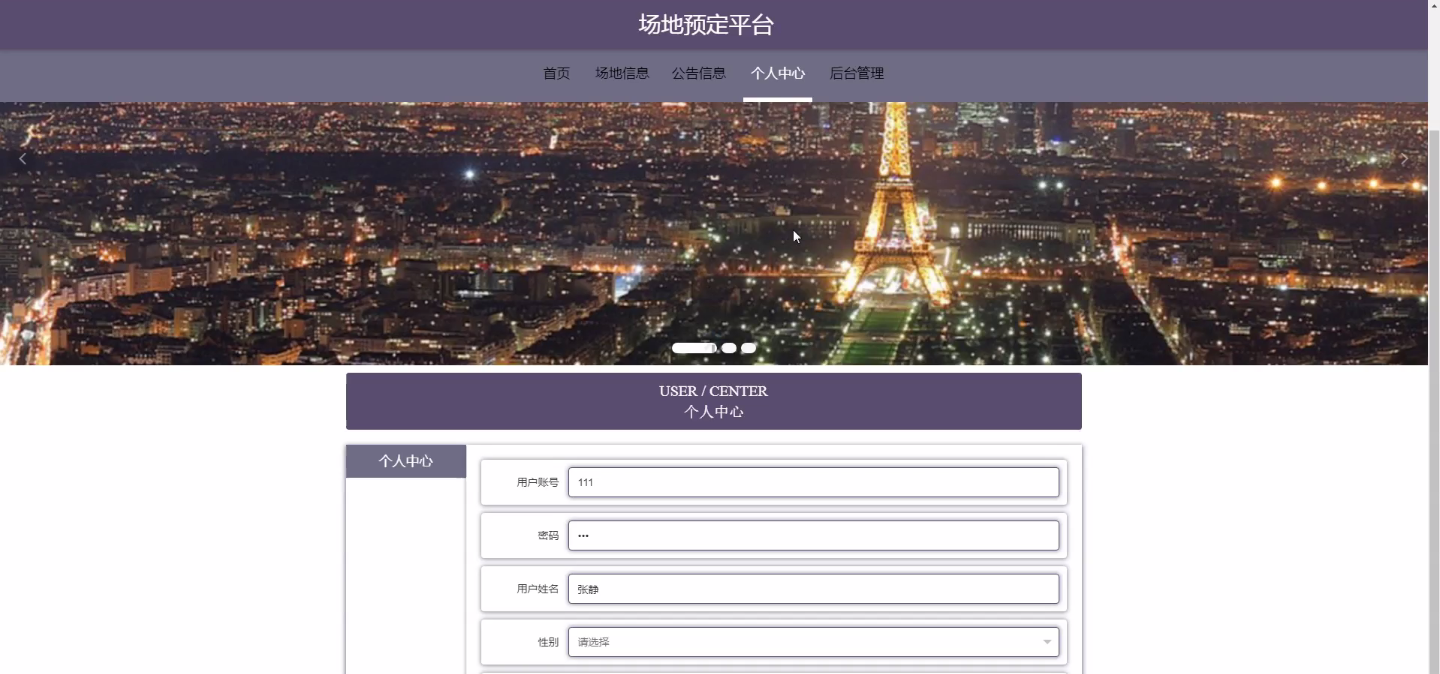 场地预定平台
首页 场地信息 公告信息 个人中心 后台管理
USER / CENTER
个人中心
个人中心
用户账号 111
密码 •••
用户姓名 张静
性别 请选择